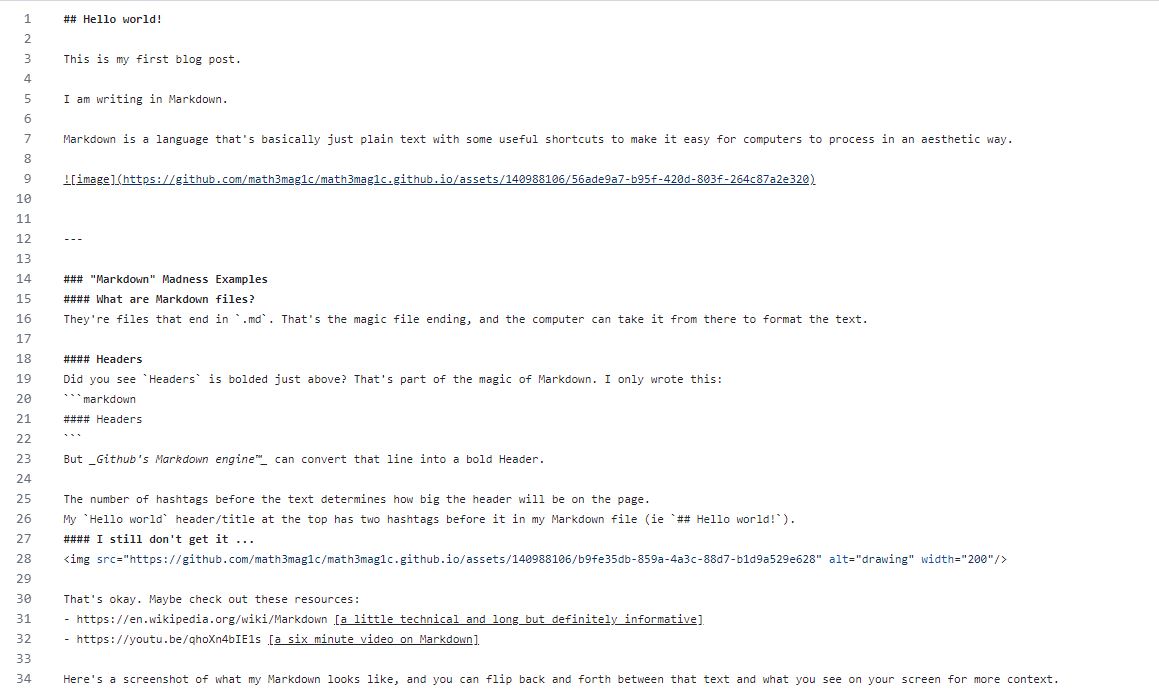 1 ## Hello world!
2
3 This is my first blog post.
4
5 I am writing in Markdown.
6
7 Markdown is a language that's basically just plain text with some useful shortcuts to make it easy for computers to process in an aesthetic way.
8
9 ![image](https://github.com/math3mag1c/math3mag1c.github.io/assets/140988106/56ade9a7-b95f-420d-803f-264c87a2e320)
10
11
12 ---
13
14 ### "Markdown" Madness Examples
15 #### What are Markdown files?
16 They're files that end in `.md`. That's the magic file ending, and the computer can take it from there to format the text.
17
18 #### Headers
19 Did you see `Headers` is bolded just above? That's part of the magic of Markdown. I only wrote this:
20 ```markdown
21 #### Headers
22 ```
23 But _Github's Markdown engine™_ can convert that line into a bold Header.
24
25 The number of hashtags before the text determines how big the header will be on the page.
26 My `Hello world` header/title at the top has two hashtags before it in my Markdown file (ie `## Hello world!`).
27 #### I still don't get it ...
28 <img src="https://github.com/math3mag1c/math3mag1c.github.io/assets/140988106/b9fe35db-859a-4a3c-88d7-b1d9a529e628" alt="drawing" width="200"/>
29
30 That's okay. Maybe check out these resources:
31 - https://en.wikipedia.org/wiki/Markdown [a little technical and long but definitely informative]
32 - https://youtu.be/qhoXn4bIE1s [a six minute video on Markdown]
33
34 Here's a screenshot of what my Markdown looks like, and you can flip back and forth between that text and what you see on your screen for more context.